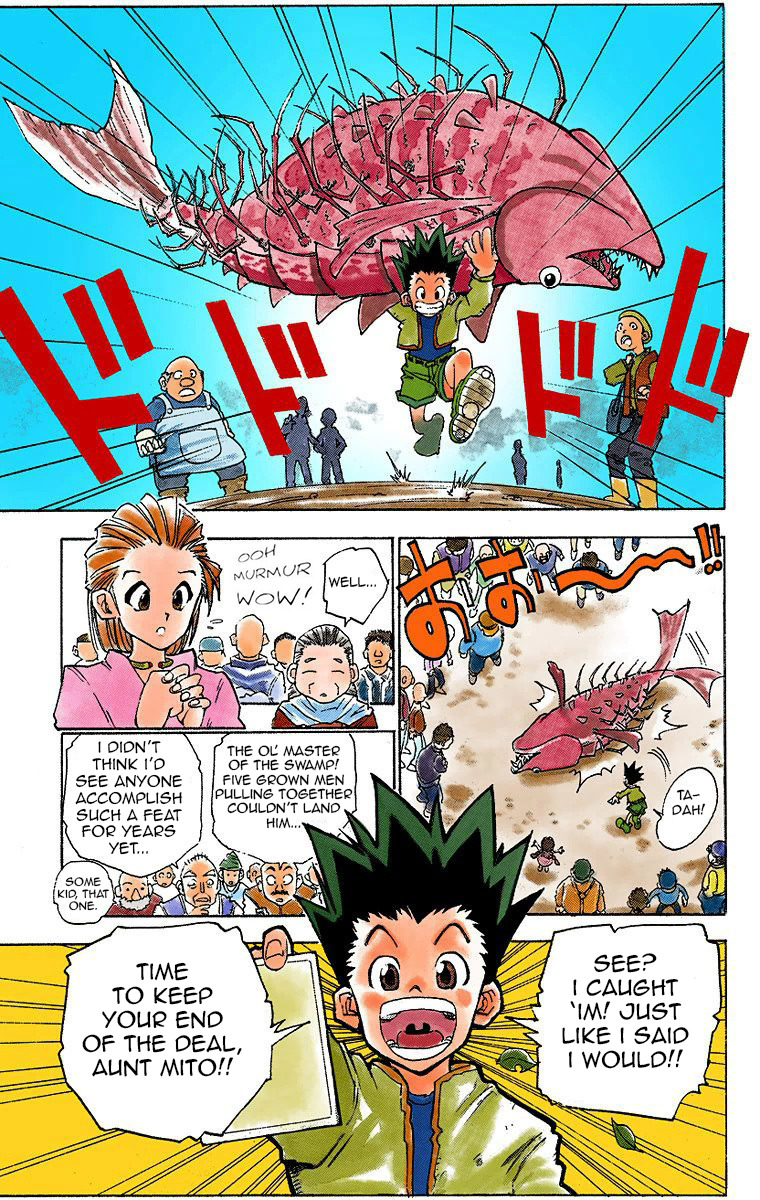 ド
ド
ド
ド
おおお〜〜!!
TA-
DAH!
WELL...
OOH
MURMUR
WOW!
THE OL' MASTER
OF THE SWAMP!
FIVE GROWN MEN
PULLING TOGETHER
COULDN'T LAND
HIM...
I DIDN'T
THINK I'D
SEE ANYONE
ACCOMPLISH
SUCH A FEAT
FOR YEARS
YET...
SOME
KID, THAT
ONE.
SEE?
I CAUGHT
'IM! JUST
LIKE I SAID
I WOULD!!
TIME
TO KEEP
YOUR END
OF THE DEAL,
AUNT MITO!!